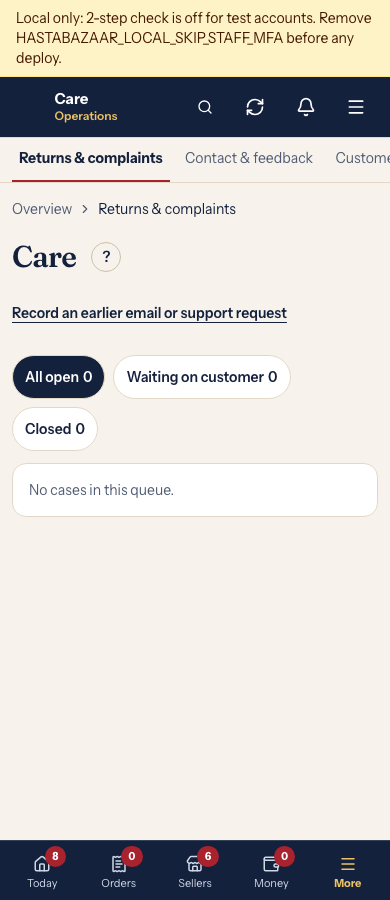 Local only: 2-step check is off for test accounts. Remove
HASTABAZAAR_LOCAL_SKIP_STAFF_MFA before any
deploy.
Care
Operations
Returns & complaints Contact & feedback Custome
Overview > Returns & complaints
Care ?
Record an earlier email or support request
All open 0 Waiting on customer 0
Closed 0
No cases in this queue.
8 0 6 0
Today Orders Sellers Money More